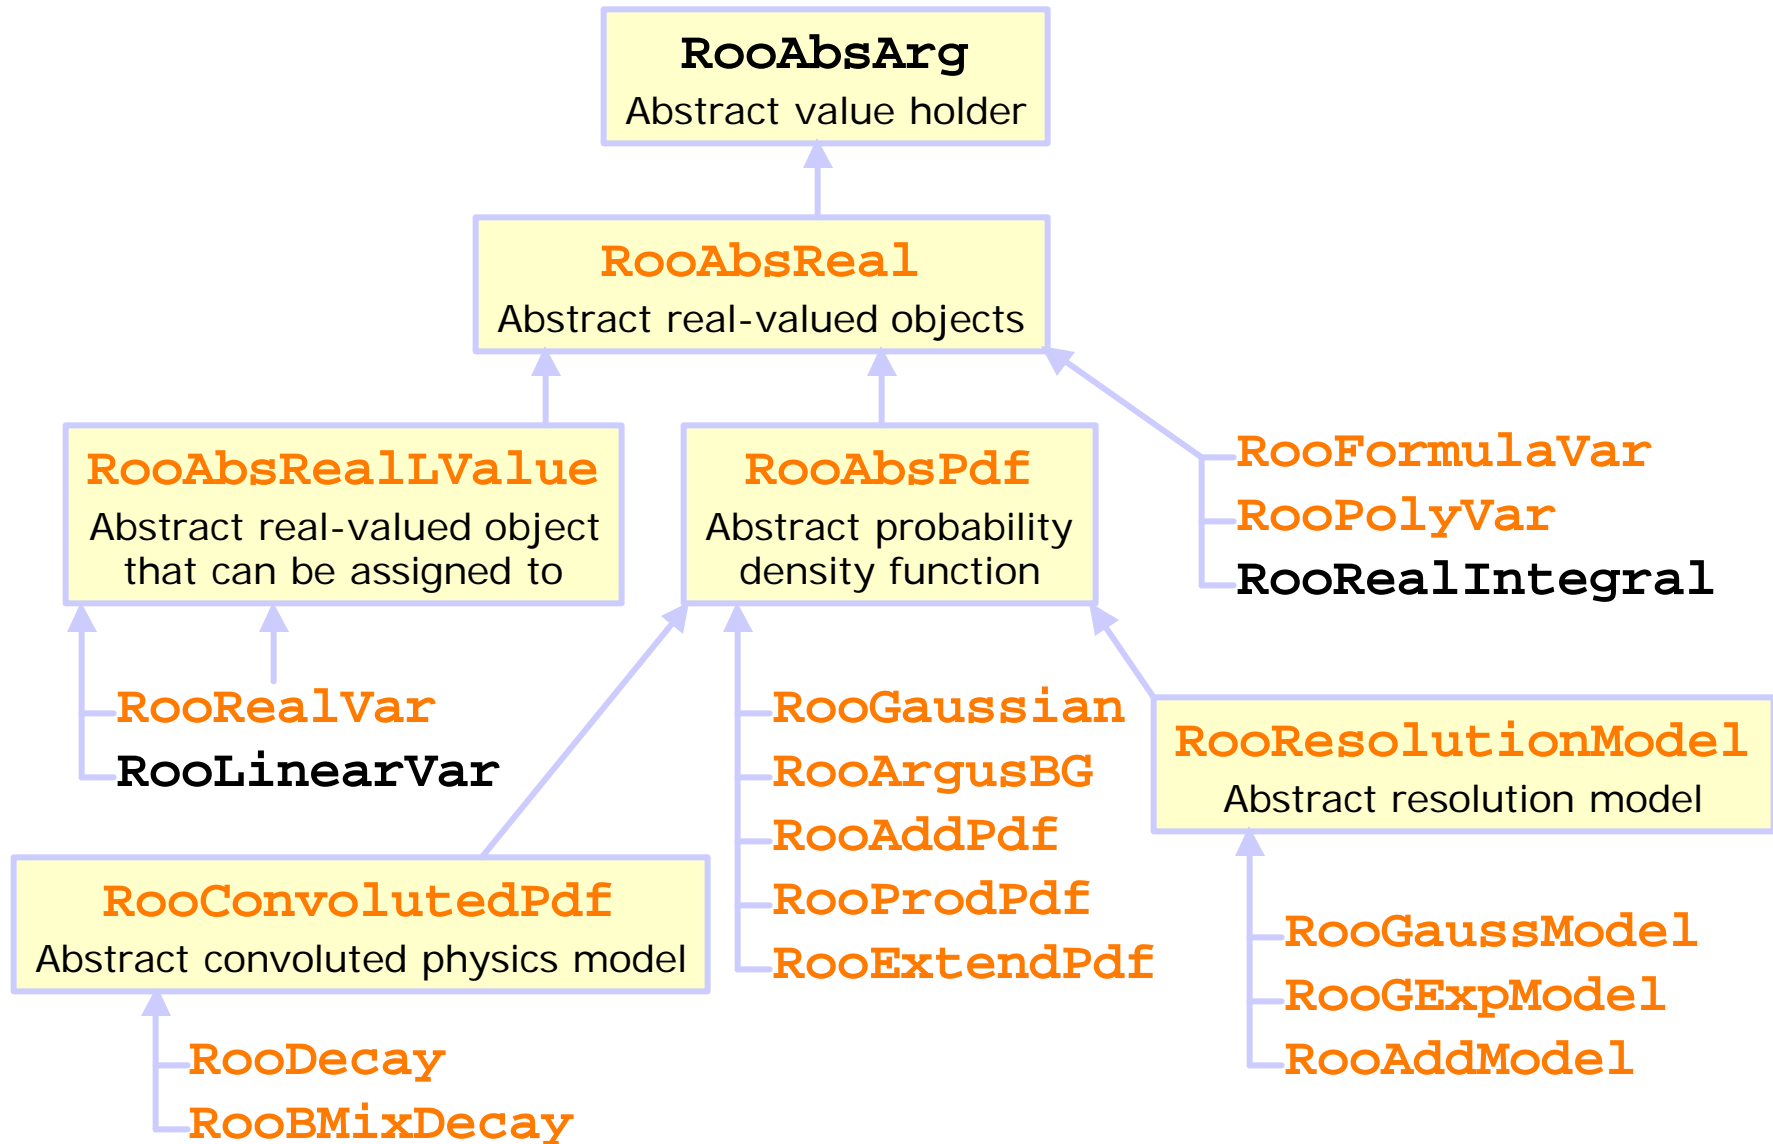 RooAbsArg
Abstract value holder
RooAbsReal
Abstract real-valued objects
RooAbsRealLValue
Abstract real-valued object
that can be assigned to
RooAbsPdf
Abstract probability
density function
RooFormulaVar
RooPolyVar
RooRealIntegral
RooRealVar
RooLinearVar
RooGaussian
RooArgusBG
RooAddPdf
RooProdPdf
RooExtendPdf
RooResolutionModel
Abstract resolution model
RooConvolutedPdf
Abstract convoluted physics model
RooGaussModel
RooGExpModel
RooAddModel
RooDecay
RooBMixDecay